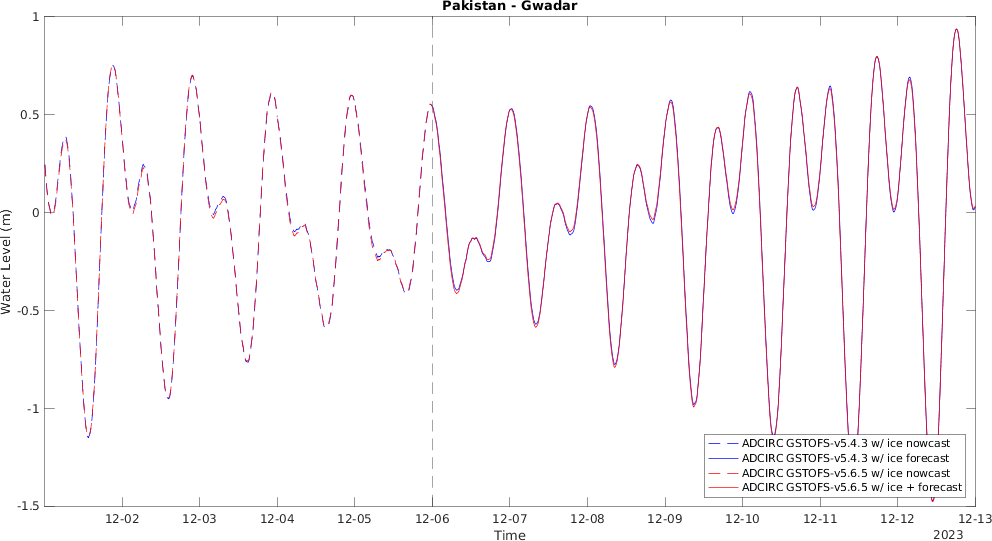 Pakistan - Gwadar
1
0.5
0
-0.5
-1
-1.5
Water Level (m)
ADCIRC GSTOFS-v5.4.3 w/ ice nowcast
ADCIRC GSTOFS-v5.4.3 w/ ice forecast
ADCIRC GSTOFS-v5.6.5 w/ ice nowcast
ADCIRC GSTOFS-v5.6.5 w/ ice + forecast
12-02 12-03 12-04 12-05 12-06 12-07 12-08 12-09 12-10 12-11 12-12 12-13
Time
2023